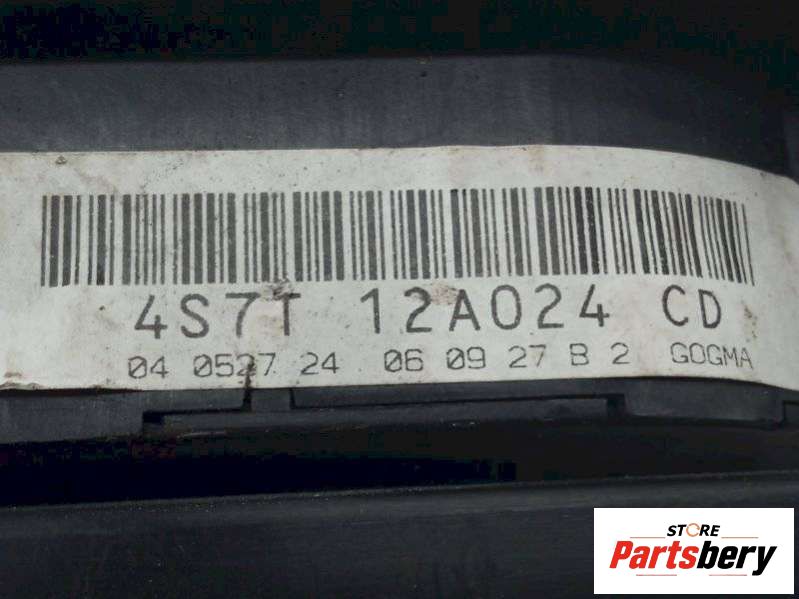 4S7T 12A024 CD
04 0527 24 06 09 27 B 2 GOGMA
STORE
Partsbery